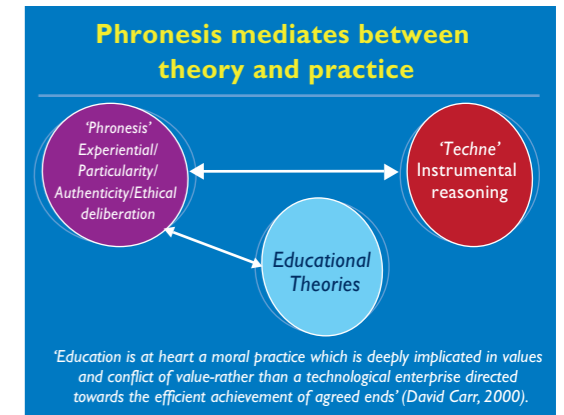 Phronesis mediates between
theory and practice
‘Phronesis’
Experiential/
Particularity/
Authenticity/Ethical
deliberation
‘Techne’
Instrumental
reasoning
Educational
Theories
‘Education is at heart a moral practice which is deeply implicated in values
and conflict of value-rather than a technological enterprise directed
towards the efficient achievement of agreed ends’ (David Carr, 2000).